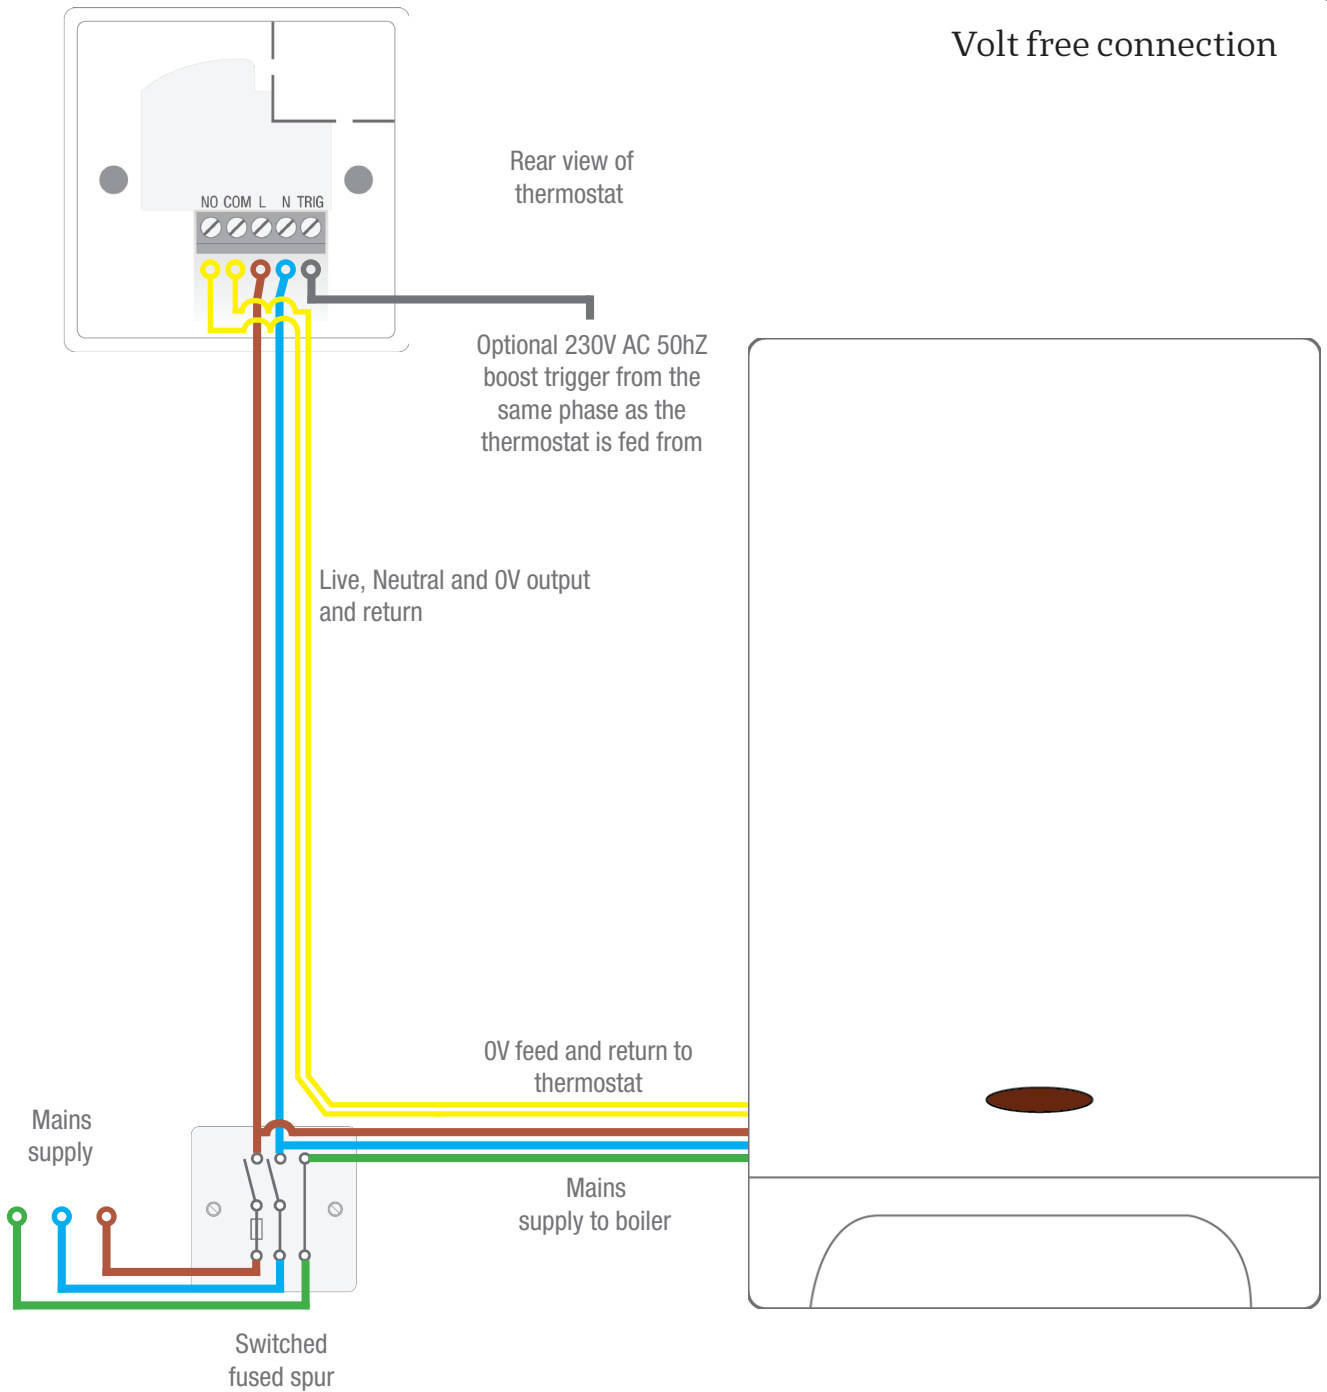 Volt free connection
Rear view of
thermostat
NO COM L N TRIG
Optional 230V AC 50hZ
boost trigger from the
same phase as the
thermostat is fed from
Live, Neutral and 0V output
and return
0V feed and return to
thermostat
Mains
supply
Mains
supply to boiler
Switched
fused spur